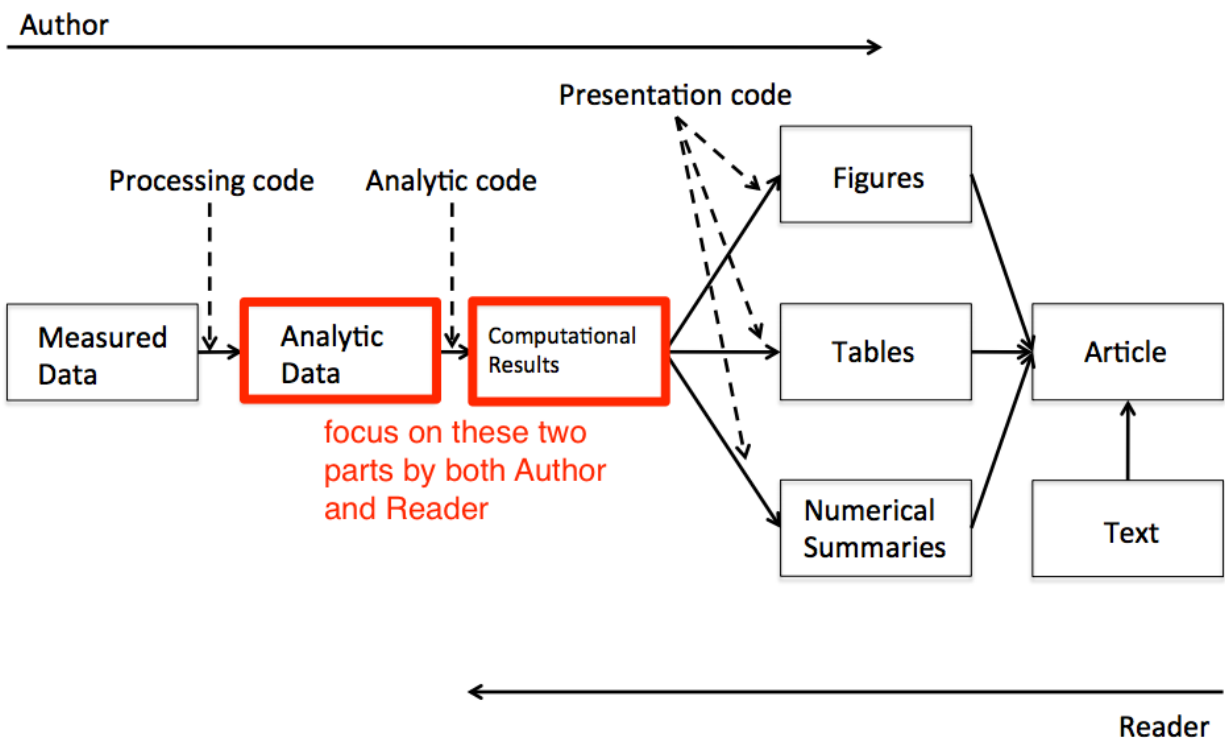 Author
Presentation code
Processing code
Analytic code
Figures
Measured
Data
Analytic
Data
Computational
Results
Tables
Article
focus on these two
parts by both Author
and Reader
Numerical
Summaries
Text
Reader